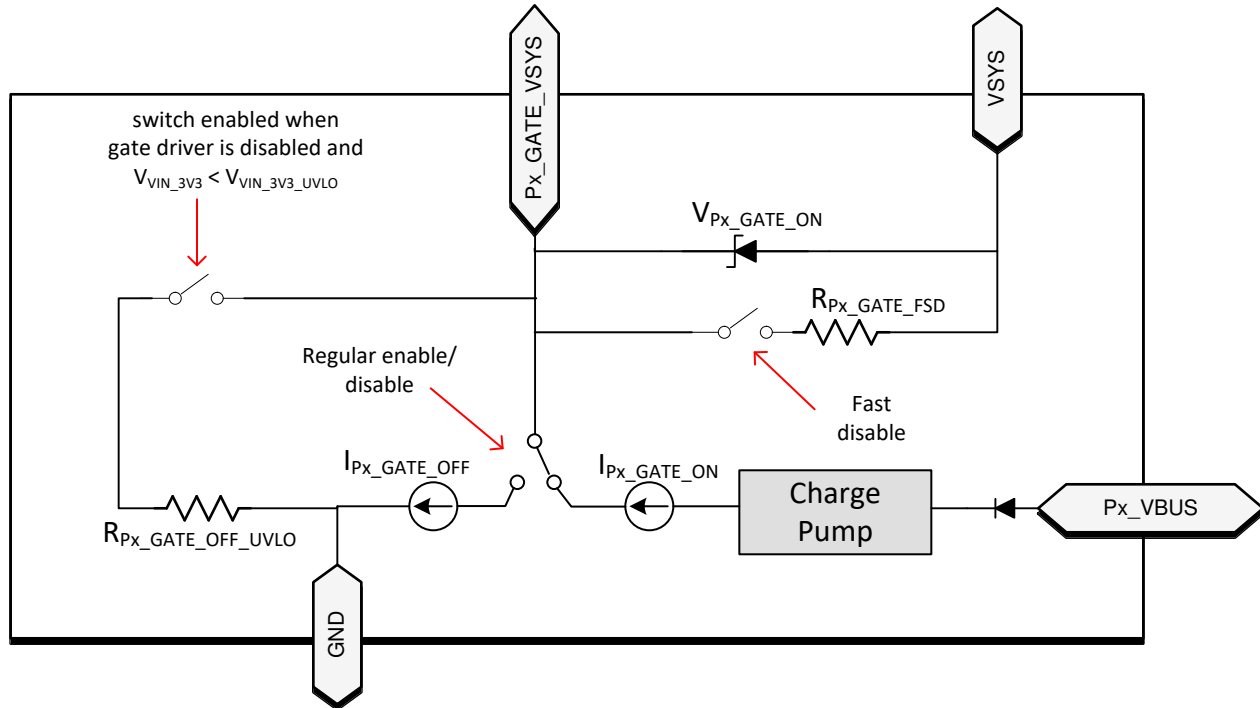 Px_GATE_VSYS
VSYS
switch enabled when
gate driver is disabled and
VVIN_3V3 < VVIN_3V3_UVLO
VPx_GATE_ON
RPx_GATE_FSD
Regular enable/
disable
Fast
disable
IPx_GATE_OFF
IPx_GATE_ON
Charge
Pump
Px_VBUS
RPx_GATE_OFF_UVLO
GND